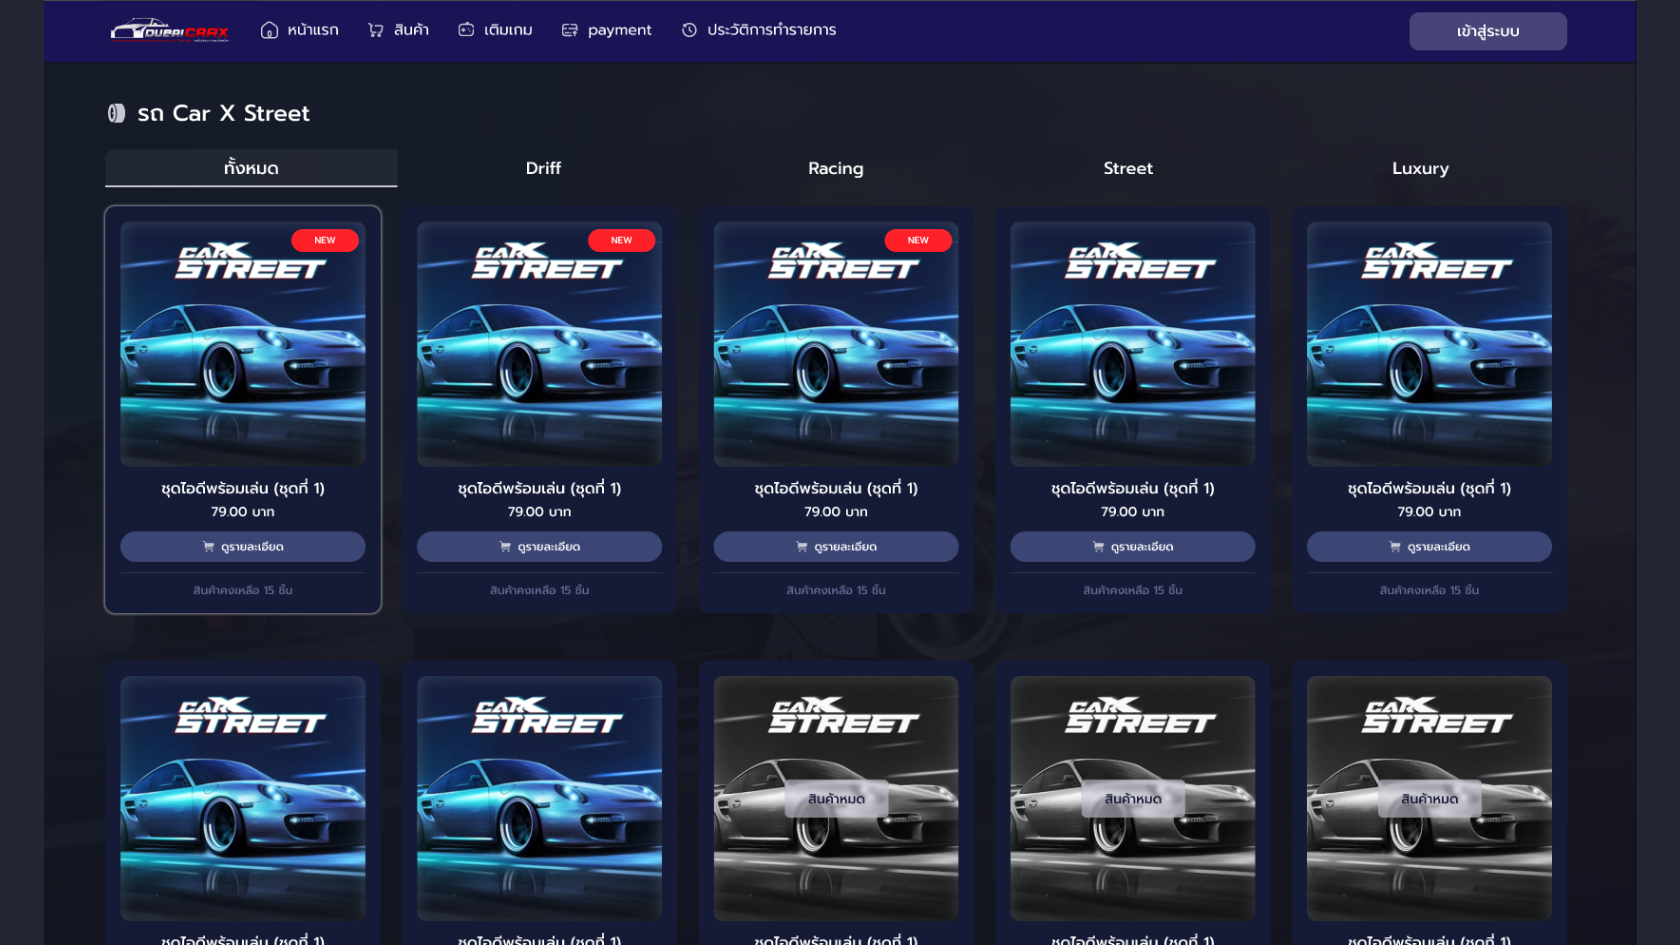 DUBAI CARX
หน้าแรก
สินค้า
เติมเกม
payment
ประวัติการทำรายการ
เข้าสู่ระบบ
รถ Car X Street
ทั้งหมด
Driff
Racing
Street
Luxury
NEW
NEW
NEW
CARX STREET
CARX STREET
CARX STREET
CARX STREET
CARX STREET
ชุดไอดีพร้อมเล่น (ชุดที่ 1)
ชุดไอดีพร้อมเล่น (ชุดที่ 1)
ชุดไอดีพร้อมเล่น (ชุดที่ 1)
ชุดไอดีพร้อมเล่น (ชุดที่ 1)
ชุดไอดีพร้อมเล่น (ชุดที่ 1)
79.00 บาท
79.00 บาท
79.00 บาท
79.00 บาท
79.00 บาท
ดูรายละเอียด
ดูรายละเอียด
ดูรายละเอียด
ดูรายละเอียด
ดูรายละเอียด
สินค้าคงเหลือ 15 ชิ้น
สินค้าคงเหลือ 15 ชิ้น
สินค้าคงเหลือ 15 ชิ้น
สินค้าคงเหลือ 15 ชิ้น
สินค้าคงเหลือ 15 ชิ้น
CARX STREET
CARX STREET
CARX STREET
CARX STREET
CARX STREET
สินค้าหมด
สินค้าหมด
สินค้าหมด
ชุดไอดีพร้อมเล่น (ชุดที่ 1)
ชุดไอดีพร้อมเล่น (ชุดที่ 1)
ชุดไอดีพร้อมเล่น (ชุดที่ 1)
ชุดไอดีพร้อมเล่น (ชุดที่ 1)
ชุดไอดีพร้อมเล่น (ชุดที่ 1)